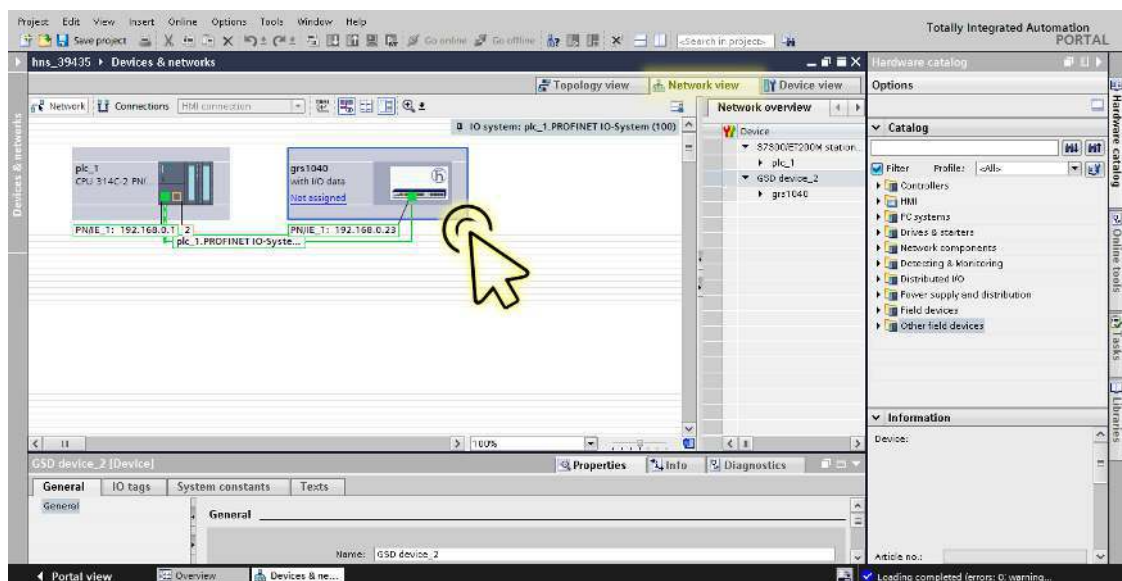 Project Edit View Insert Online Options Tools Window Help
Totally Integrated Automation
PORTAL
Save project
Go online
Go offline
<Search in project>
hns_39435 ▸ Devices & networks
Hardware catalog
Topology view
Network view
Device view
Options
Network
Connections
HMI connection
Network overview
IO system: plc_1.PROFINET IO-System (100)
Catalog
Device
S7300/ET200M station...
plc_1
GSD device_2
grs1040
plc_1
CPU 314C-2 PN/...
grs1040
with I/O data
Not assigned
PN/IE_1: 192.168.0.1
2
PN/IE_1: 192.168.0.23
plc_1.PROFINET IO-Syste...
Filter
Profile:
<All>
Controllers
HMI
PC systems
Drives & starters
Network components
Detecting & Monitoring
Distributed I/O
Power supply and distribution
Field devices
Other field devices
Devices & networks
Hardware catalog
Online tools
Tasks
Libraries
100%
Information
Device:
GSD device_2 [Device]
Properties
Info
Diagnostics
General
IO tags
System constants
Texts
General
General
Name:
GSD device_2
Article no.:
Portal view
Overview
Devices & ne...
Loading completed (errors: 0; warning...